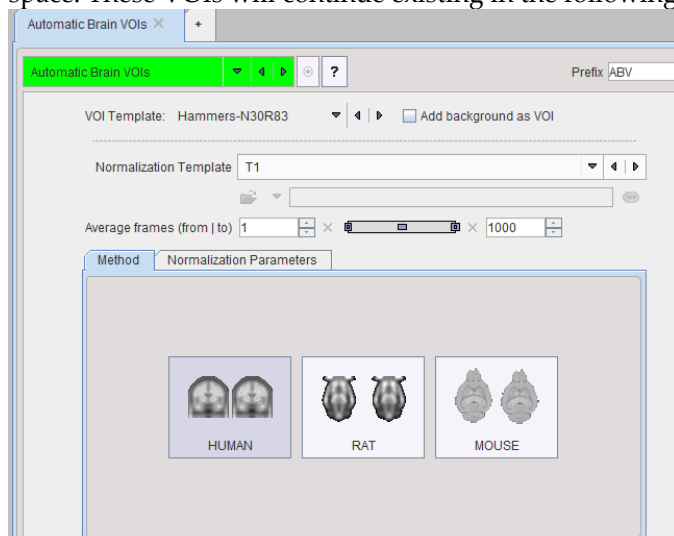 space. These VOIs will continue existing in the following
Automatic Brain VOIs
Automatic Brain VOIs ? Prefix ABV
VOI Template: Hammers-N30R83 Add background as VOI
Normalization Template T1
Average frames (from | to) 1 1000
Method Normalization Parameters
HUMAN RAT MOUSE